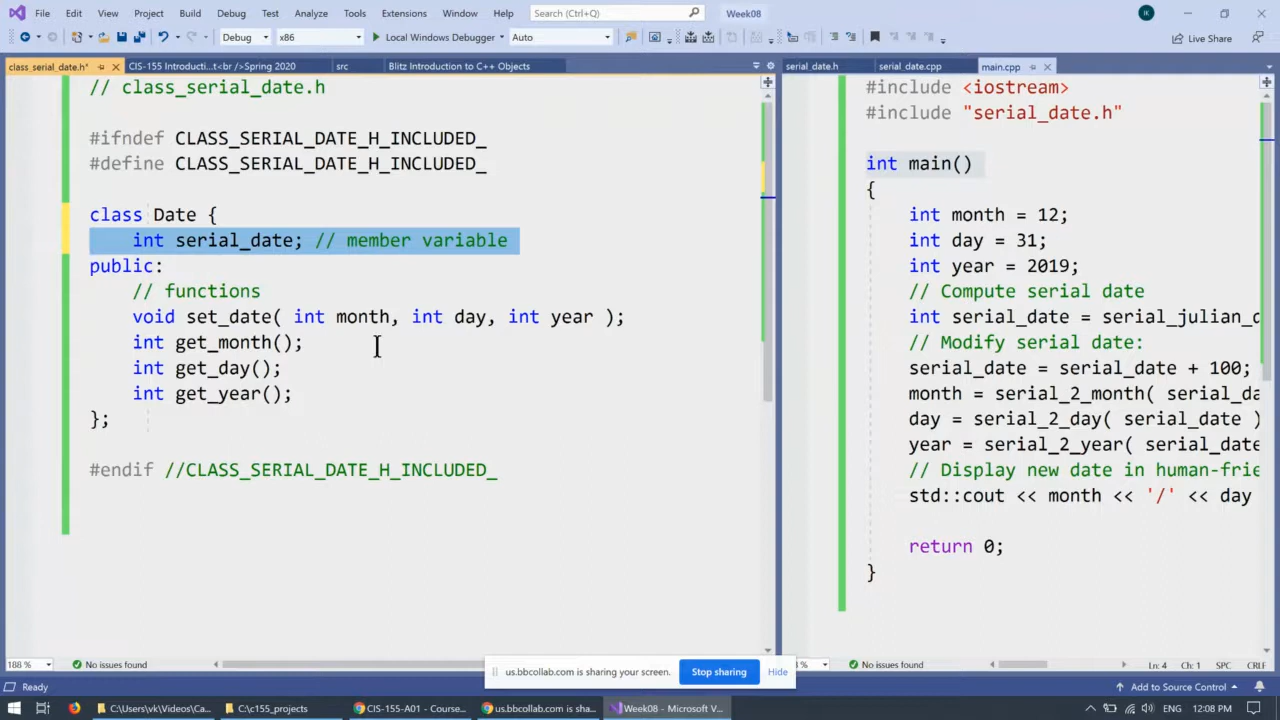 File Edit View Project Build Debug Test Analyze Tools Extensions Window Help Search (Ctrl+Q) Week08 IK
Debug x86 Local Windows Debugger Auto Live Share
class_serial_date.h* CIS-155 Introducti...t<br />Spring 2020 src Blitz Introduction to C++ Objects
// class_serial_date.h
#ifndef CLASS_SERIAL_DATE_H_INCLUDED_
#define CLASS_SERIAL_DATE_H_INCLUDED_
class Date {
int serial_date; // member variable
public:
// functions
void set_date( int month, int day, int year );
int get_month();
int get_day();
int get_year();
};
#endif //CLASS_SERIAL_DATE_H_INCLUDED_
188 % No issues found
serial_date.h serial_date.cpp main.cpp
#include <iostream>
#include "serial_date.h"
int main()
{
int month = 12;
int day = 31;
int year = 2019;
// Compute serial date
int serial_date = serial_julian_d
// Modify serial date:
serial_date = serial_date + 100;
month = serial_2_month( serial_da
day = serial_2_day( serial_date )
year = serial_2_year( serial_date
// Display new date in human-frie
std::cout << month << '/' << day
return 0;
}
% No issues found Ln: 4 Ch: 1 SPC CRLF
us.bbcollab.com is sharing your screen. Stop sharing Hide
Ready Add to Source Control
C:\Users\vk\Videos\Ca... C:\c155_projects CIS-155-A01 - Course... us.bbcollab.com is sha... Week08 - Microsoft V... ENG 12:08 PM